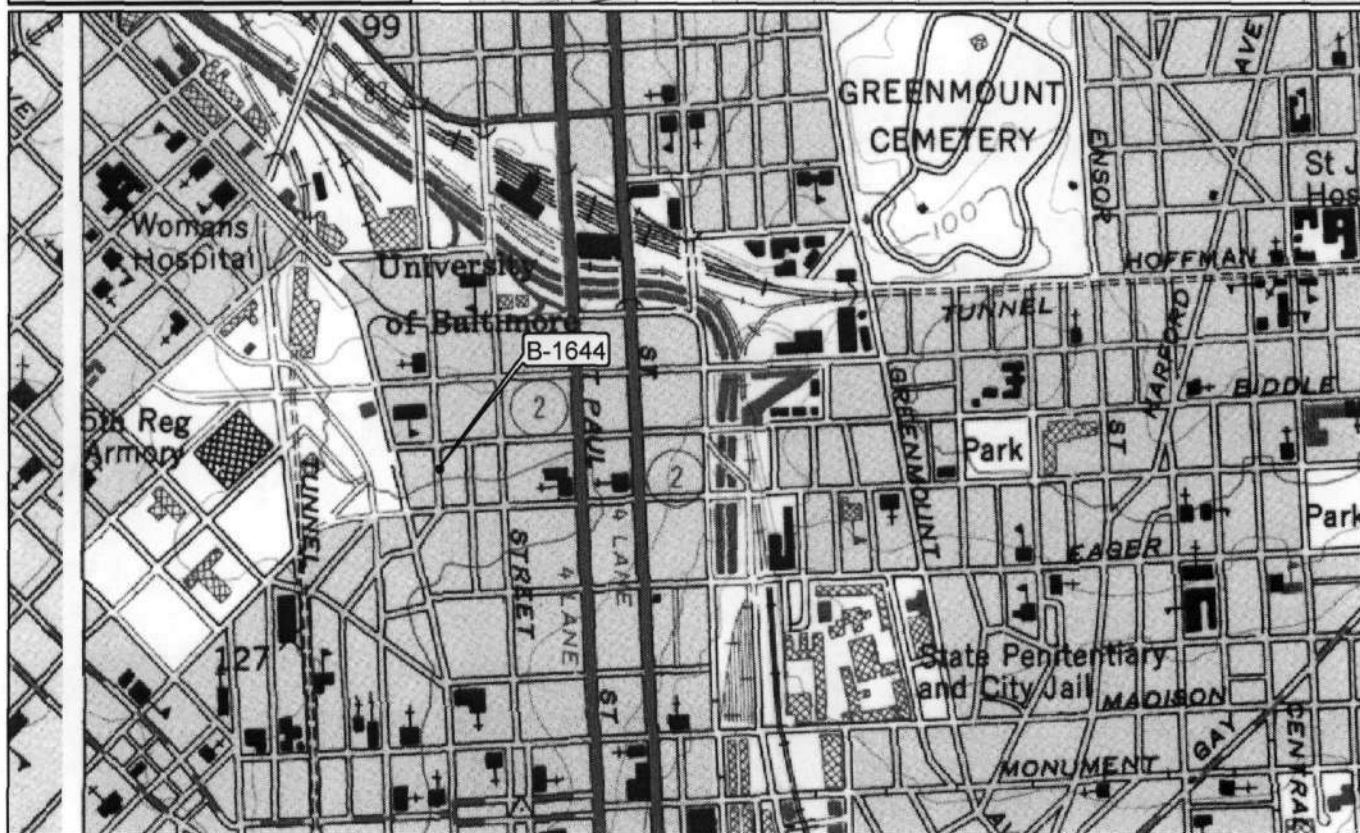 99
83
AVE
GREENMOUNT
CEMETERY
ENSOR
St J
Hos
100
Womans
Hospital
University
of Baltimore
HOFFMAN
TUNNEL
HARFORD
B-1644
ST
BIDDLE
2
PAUL
GREENMOUNT
ST
5th Reg
Armory
Park
2
TUNNEL
Park
STREET
4 LANE
4 LANE
EAGER
127
State Penitentiary
and City Jail
MADISON
ST
GAY
CENTRAL
MONUMENT